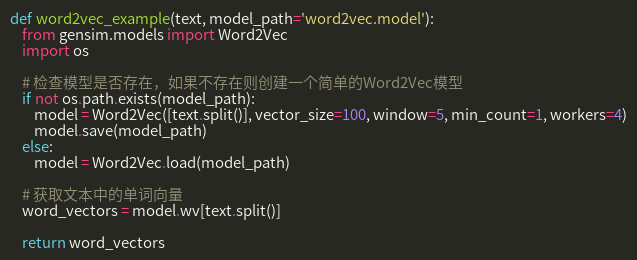 def word2vec_example(text, model_path='word2vec.model'):
from gensim.models import Word2Vec
import os
# 检查模型是否存在，如果不存在则创建一个简单的Word2Vec模型
if not os.path.exists(model_path):
model = Word2Vec([text.split()], vector_size=100, window=5, min_count=1, workers=4)
model.save(model_path)
else:
model = Word2Vec.load(model_path)
# 获取文本中的单词向量
word_vectors = model.wv[text.split()]
return word_vectors